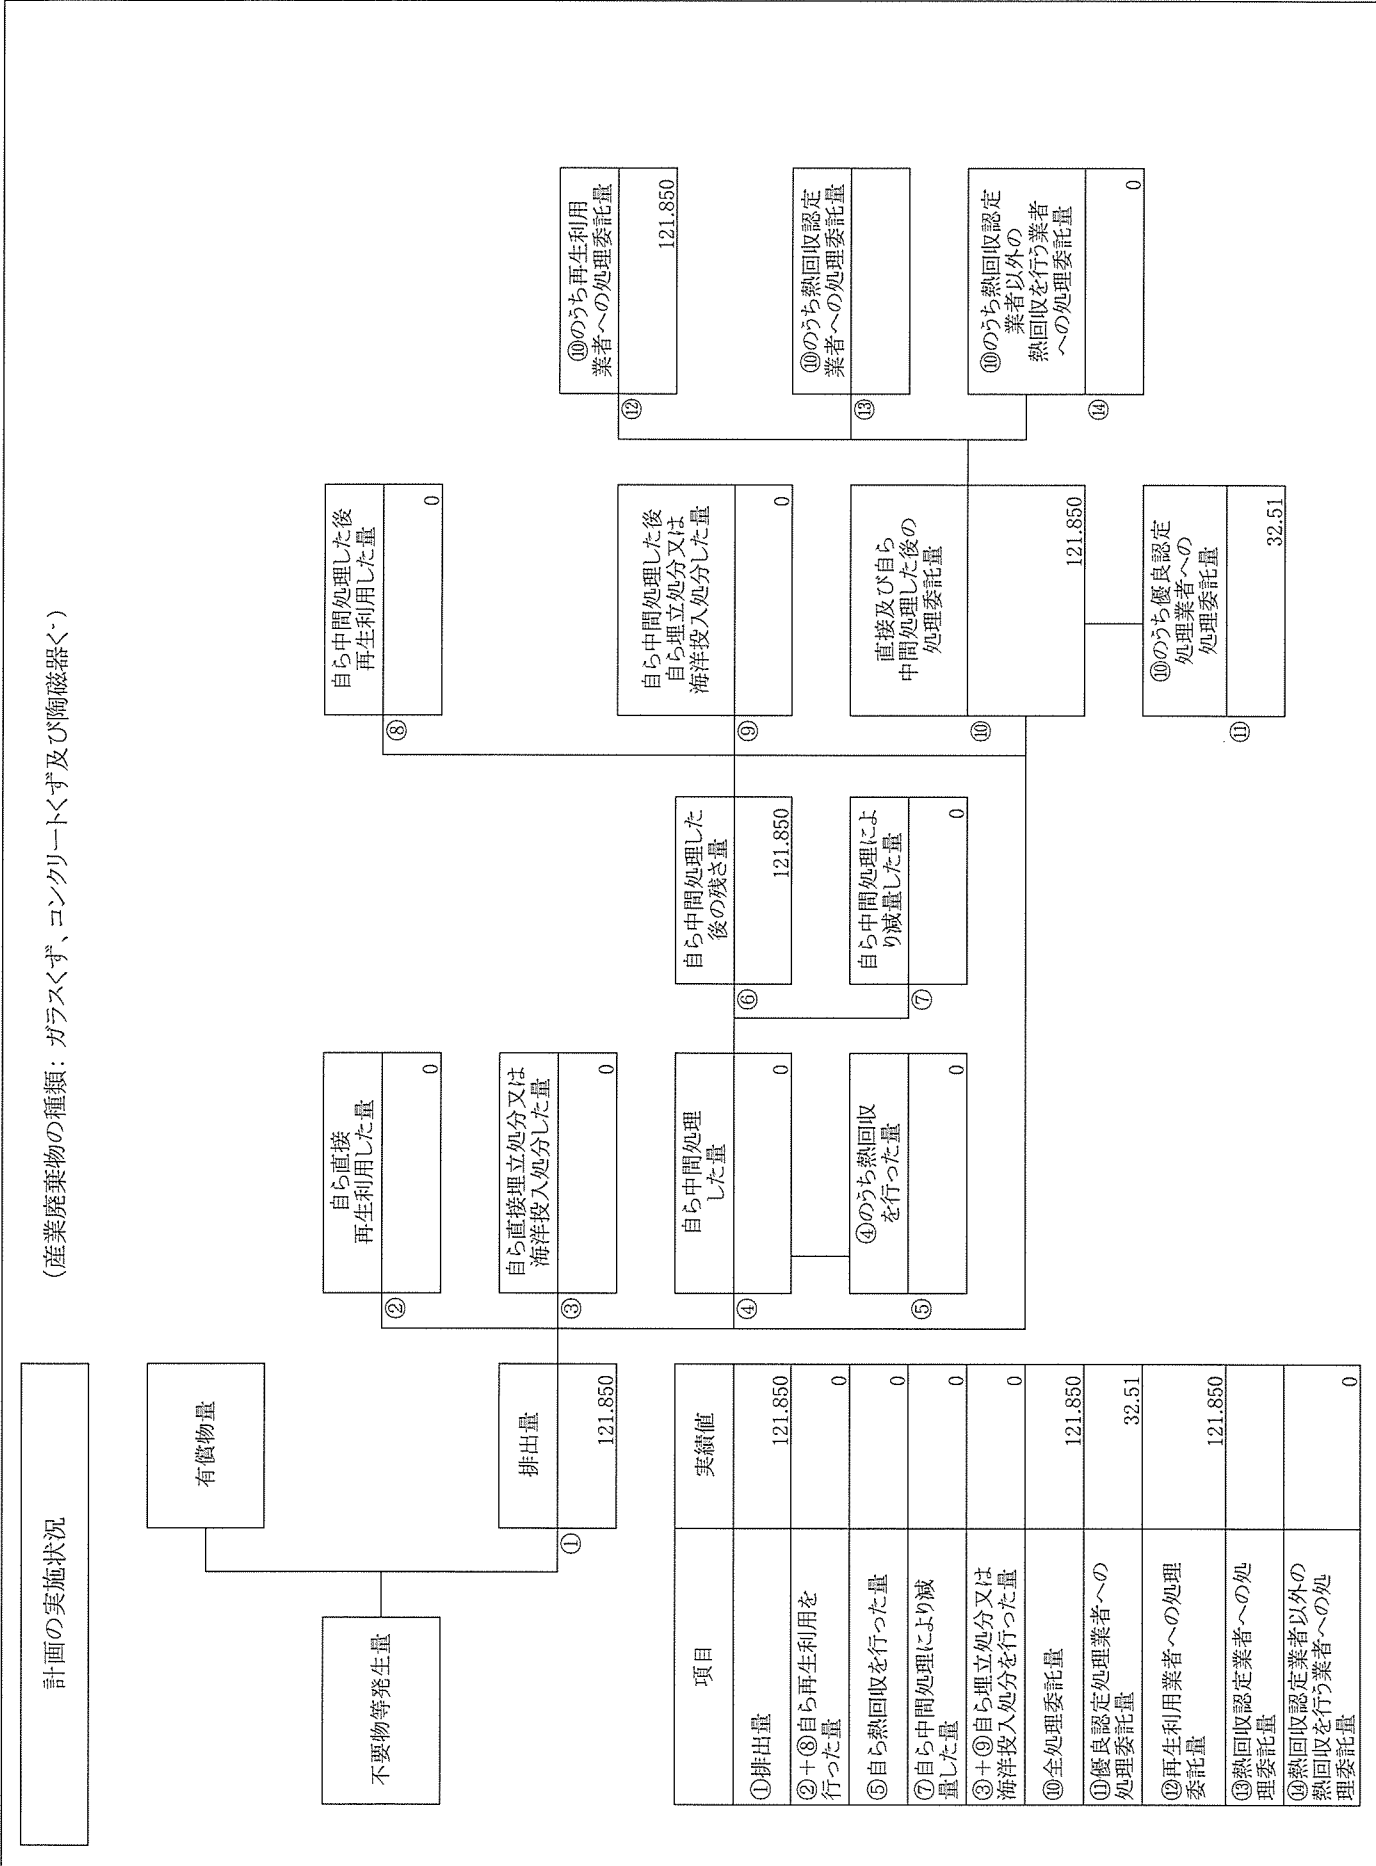 計画の実施状況
(産業廃棄物の種類: ガラスくず、コンクリートくず及び陶磁器くず)
不要物等発生量
有償物量
①
排出量
121.850
②
自ら直接
再生利用した量
0
③
自ら直接埋立処分又は
海洋投入処分した量
0
④
自ら中間処理
した量
0
⑤
④のうち熱回収
を行った量
0
⑥
自ら中間処理した
後の残さ量
121.850
⑦
自ら中間処理によ
り減量した量
0
⑧
自ら中間処理した後
再生利用した量
0
⑨
自ら中間処理した後
自ら埋立処分又は
海洋投入処分した量
0
⑩
直接及び自ら
中間処理した後の
処理委託量
121.850
⑪
⑩のうち優良認定
処理業者への
処理委託量
32.51
⑫
⑩のうち再生利用
業者への処理委託量
121.850
⑬
⑩のうち熱回収認定
業者への処理委託量
⑭
⑩のうち熱回収認定
業者以外の
熱回収を行う業者
への処理委託量
0
項目 実績値
①排出量 121.850
②+⑧自ら再生利用を
行った量 0
⑤自ら熱回収を行った量 0
⑦自ら中間処理により減
量した量 0
③+⑨自ら埋立処分又は
海洋投入処分を行った量 0
⑩全処理委託量 121.850
⑪優良認定処理業者への
処理委託量 32.51
⑫再生利用業者への処理
委託量 121.850
⑬熱回収認定業者への処
理委託量
⑭熱回収認定業者以外の
熱回収を行う業者への処
理委託量 0